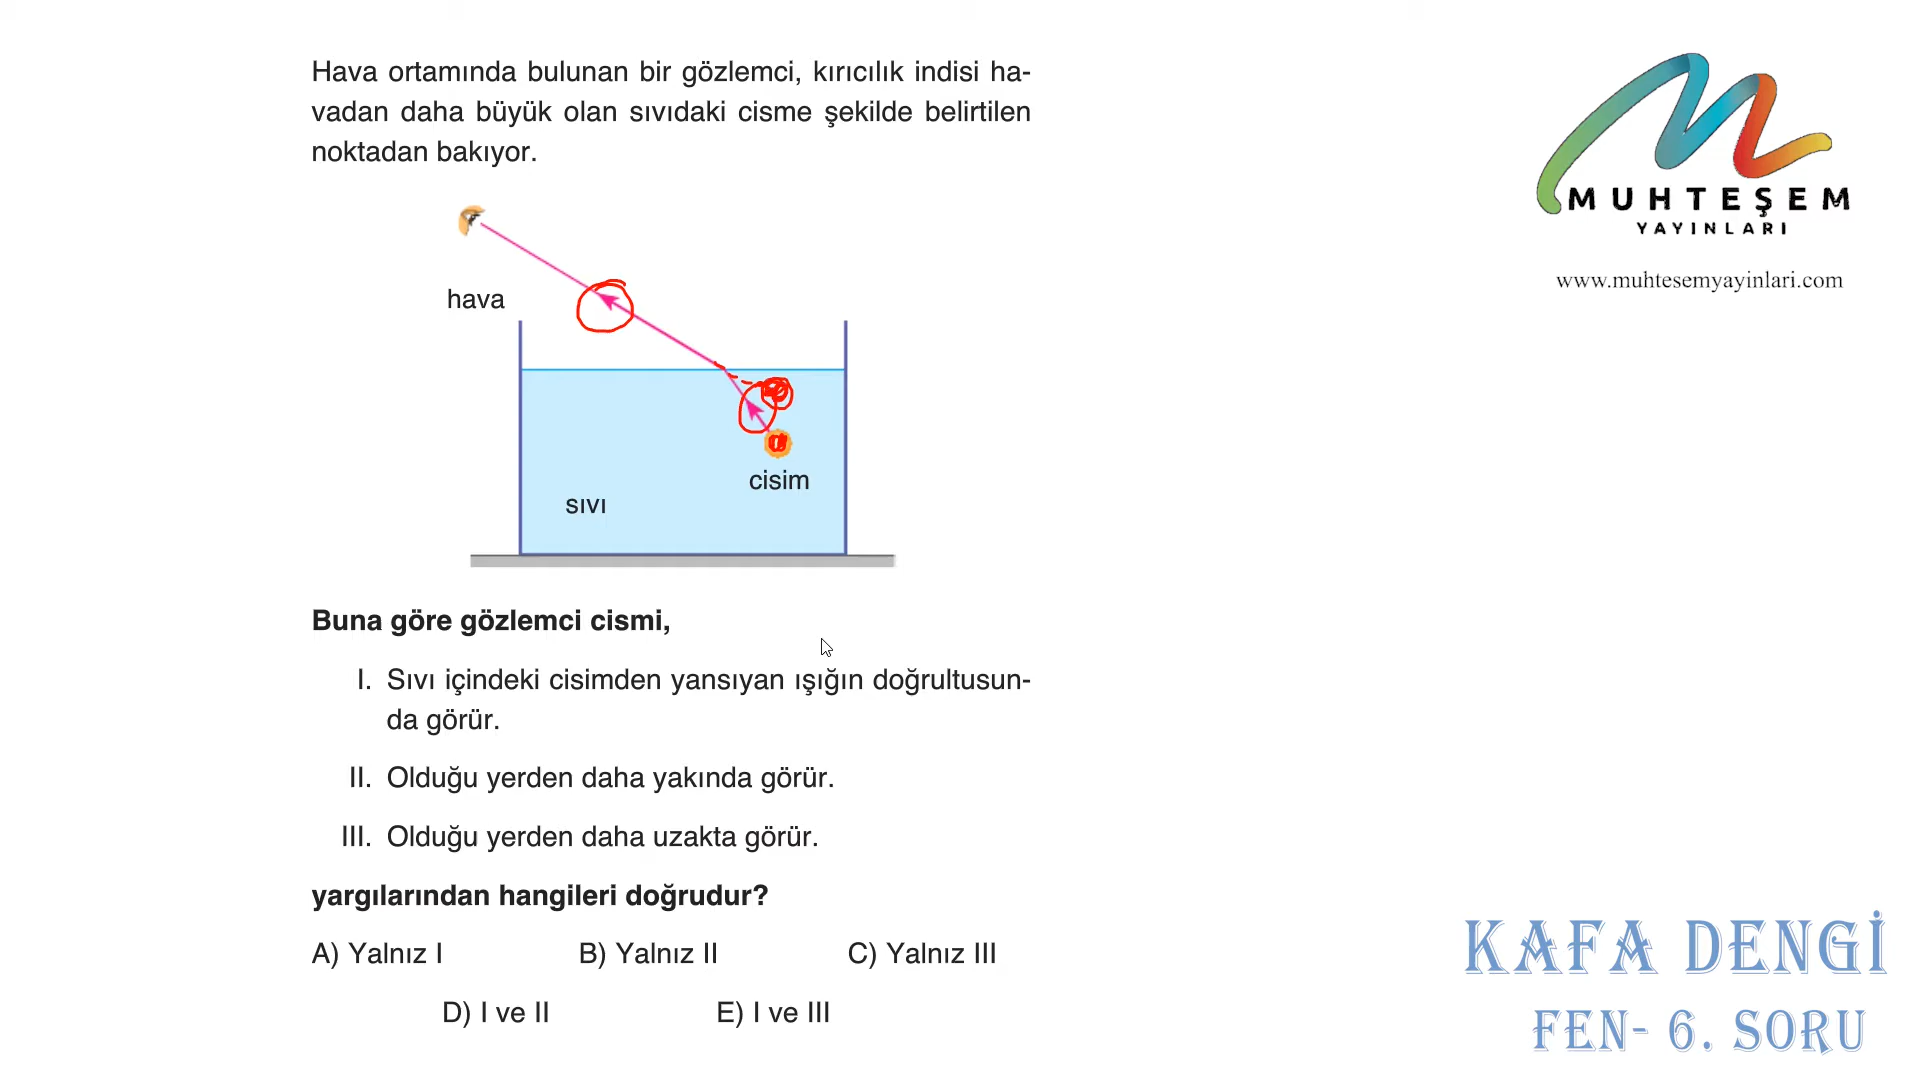 Hava ortamında bulunan bir gözlemci, kırıcılık indisi ha-
vadan daha büyük olan sıvıdaki cisme şekilde belirtilen
noktadan bakıyor.
MUHTEŞEM
YAYINLARI
www.muhtesemyayinlari.com
hava
cisim
sıvı
Buna göre gözlemci cismi,
I. Sıvı içindeki cisimden yansıyan ışığın doğrultusun-
da görür.
II. Olduğu yerden daha yakında görür.
III. Olduğu yerden daha uzakta görür.
yargılarından hangileri doğrudur?
A) Yalnız I B) Yalnız II C) Yalnız III
D) I ve II E) I ve III
KAFA DENGİ
FEN- 6. SORU